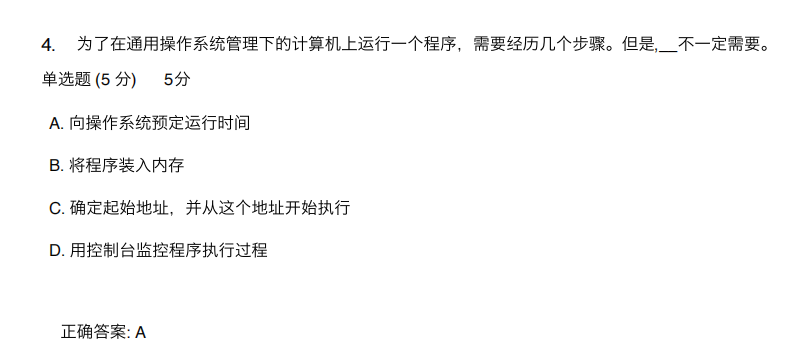 4. 为了在通用操作系统管理下的计算机上运行一个程序，需要经历几个步骤。但是,__不一定需要。
单选题 (5 分) 5分
A. 向操作系统预定运行时间
B. 将程序装入内存
C. 确定起始地址，并从这个地址开始执行
D. 用控制台监控程序执行过程
正确答案: A